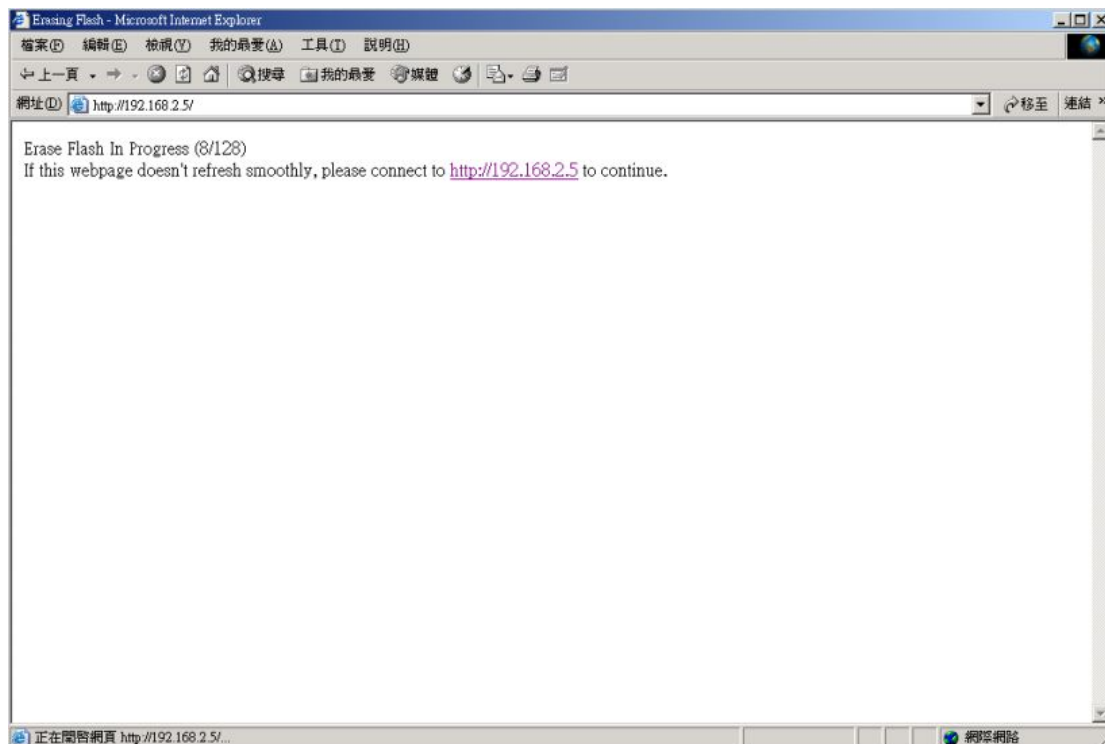 Erasing Flash - Microsoft Internet Explorer
檔案(F) 編輯(E) 檢視(V) 我的最愛(A) 工具(T) 說明(H)
上一頁 搜尋 我的最愛 媒體
網址(D) http://192.168.2.5/ 移至 連結 »
Erase Flash In Progress (8/128)
If this webpage doesn't refresh smoothly, please connect to http://192.168.2.5 to continue.
正在開啓網頁 http://192.168.2.5/... 網際網路